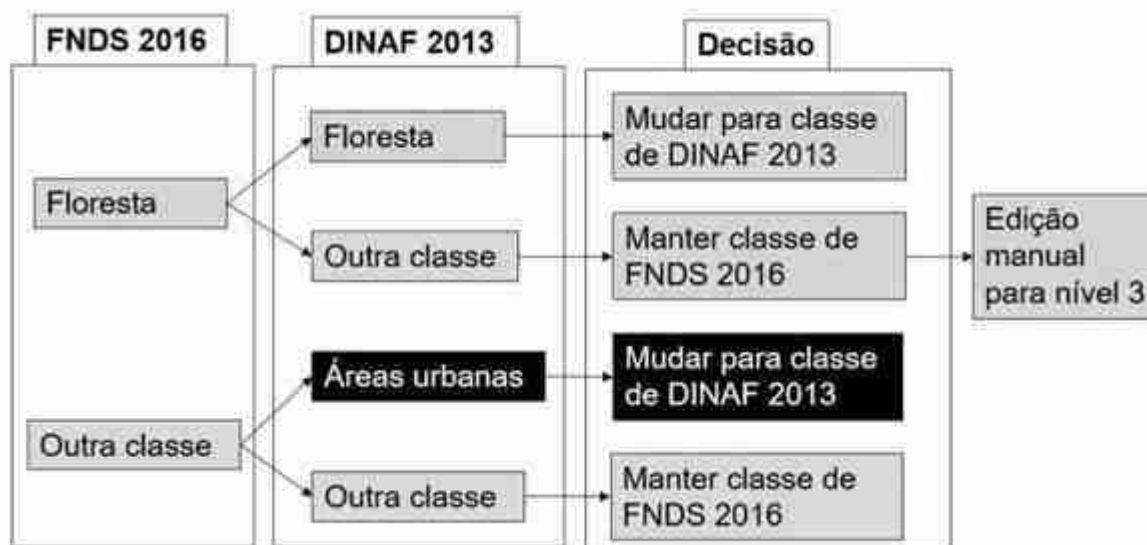 FNDS 2016
DINAF 2013
Decisão
Floresta
Floresta
Mudar para classe
de DINAF 2013
Outra classe
Manter classe de
FNDS 2016
Edição
manual
para nível 3
Outra classe
Áreas urbanas
Mudar para classe
de DINAF 2013
Outra classe
Manter classe de
FNDS 2016